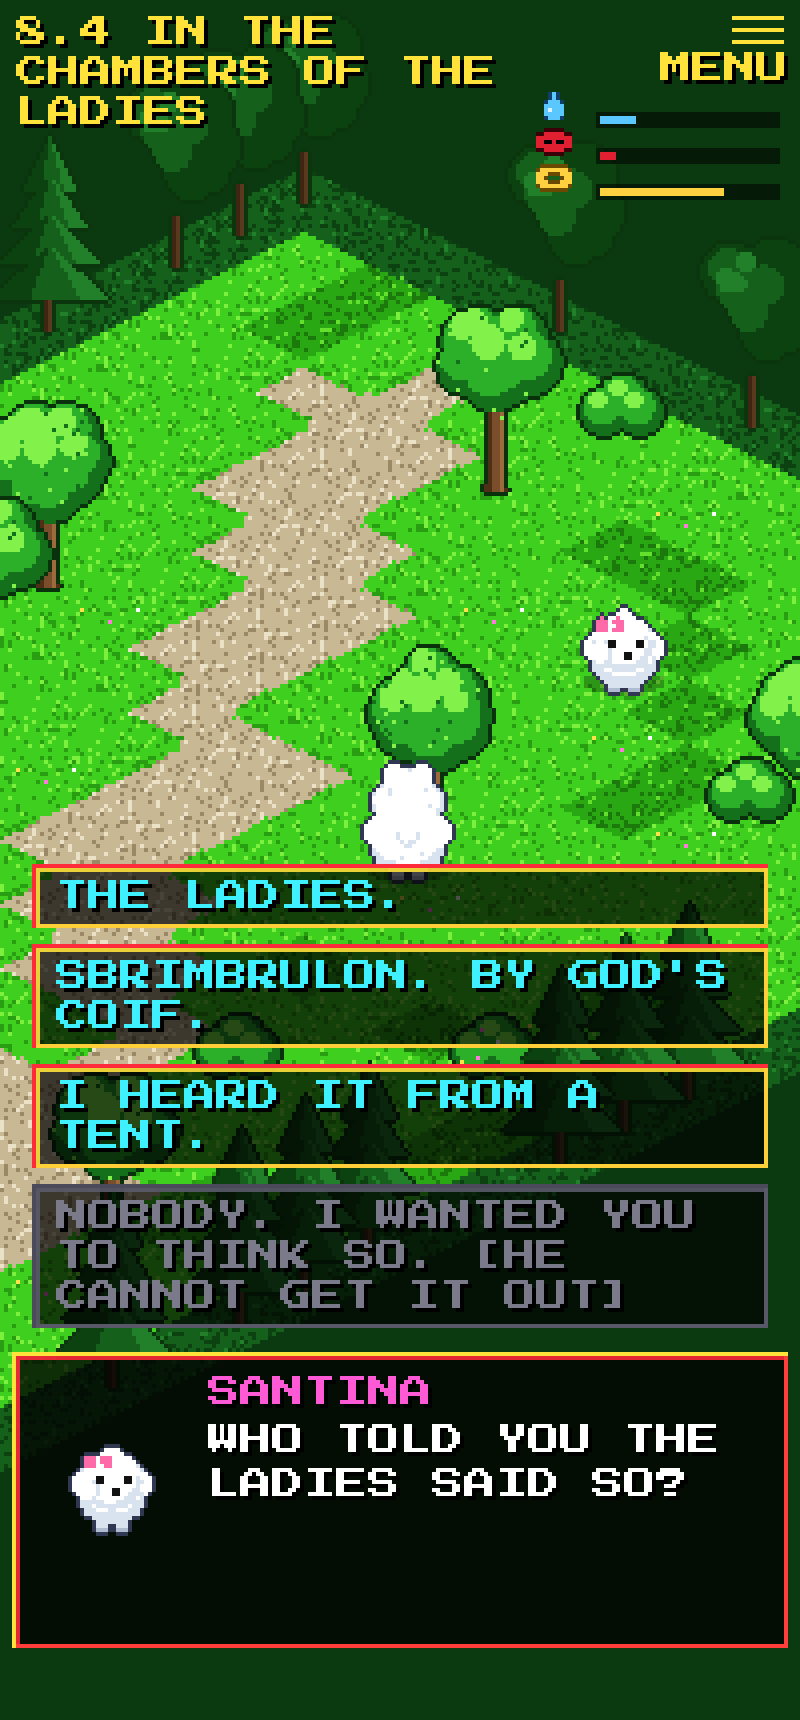 8.4 IN THE
CHAMBERS OF THE
LADIES
MENU
THE LADIES.
SBRIMBRULON. BY GOD'S
COIF.
I HEARD IT FROM A
TENT.
NOBODY. I WANTED YOU
TO THINK SO. [HE
CANNOT GET IT OUT]
SANTINA
WHO TOLD YOU THE
LADIES SAID SO?